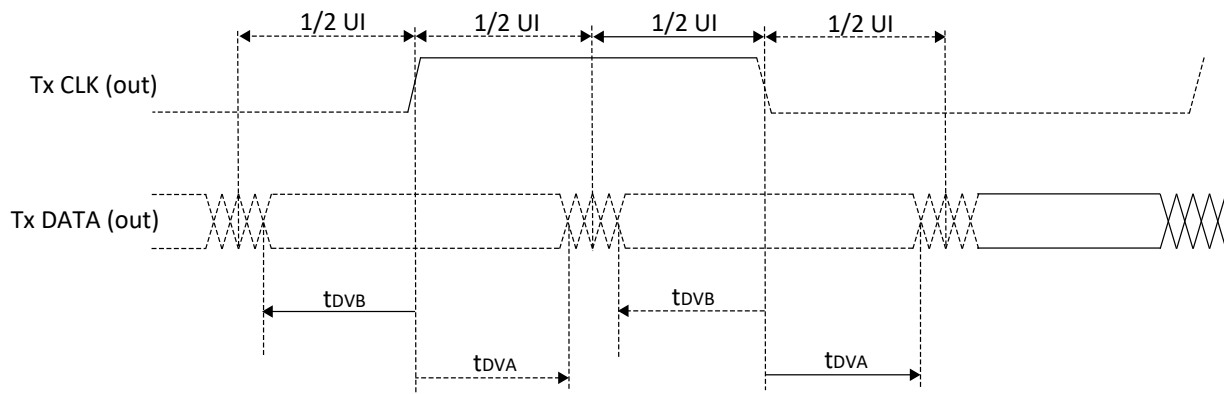 1/2 UI 1/2 UI 1/2 UI 1/2 UI
Tx CLK (out)
Tx DATA (out)
tDVB tDVB
tDVA tDVA